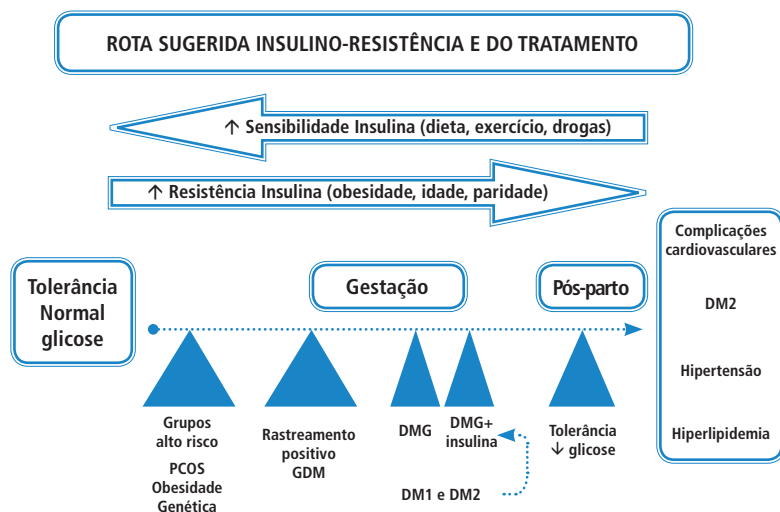 ROTA SUGERIDA INSULINO-RESISTÊNCIA E DO TRATAMENTO
↑ Sensibilidade Insulina (dieta, exercício, drogas)
↑ Resistência Insulina (obesidade, idade, paridade)
Tolerância
Normal
glicose
Gestação
Pós-parto
Complicações
cardiovasculares
DM2
Hipertensão
Hiperlipidemia
Grupos
alto risco
PCOS
Obesidade
Genética
Rastreamento
positivo
GDM
DMG
DMG+
insulina
DM1 e DM2
Tolerância
↓ glicose